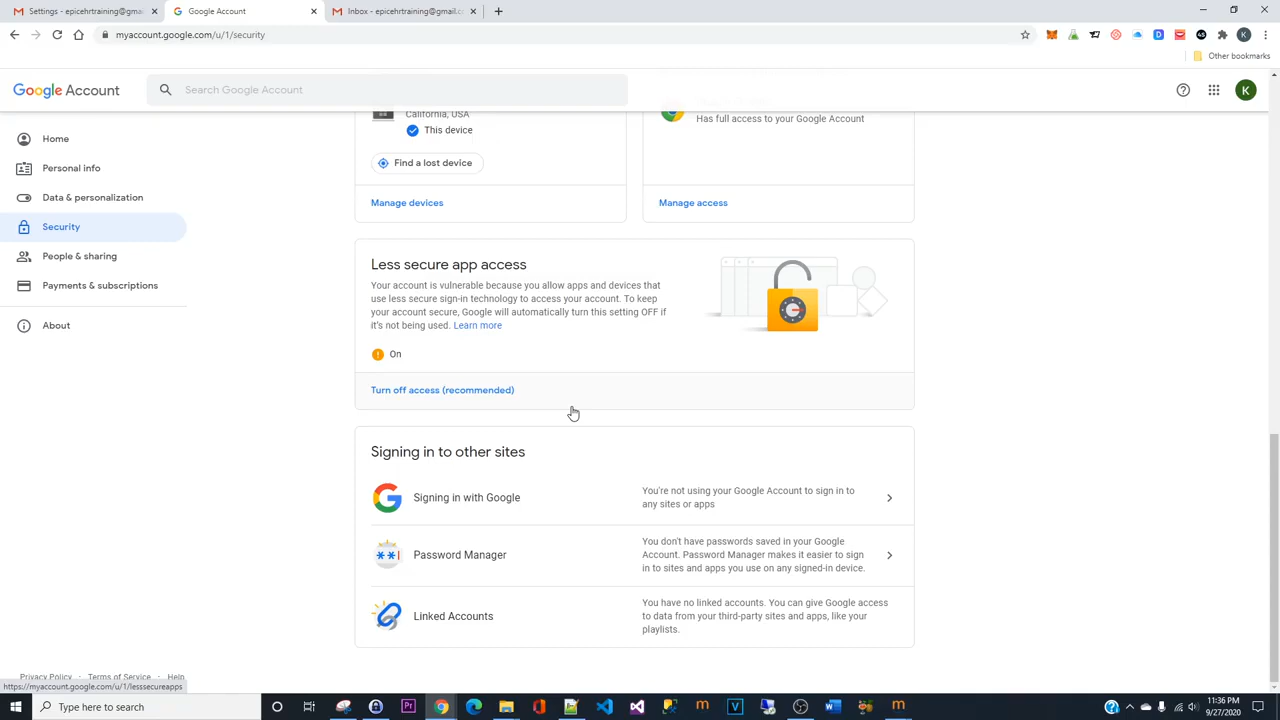 Settings - epicehrtraining@gma
Google Account
Inbox - epicehrtraining@gmail.c
myaccount.google.com/u/1/security
Other bookmarks
Google Account
Search Google Account
K
Home
Personal info
Data & personalization
Security
People & sharing
Payments & subscriptions
About
California, USA
This device
Find a lost device
Manage devices
Has full access to your Google Account
Manage access
Less secure app access
Your account is vulnerable because you allow apps and devices that
use less secure sign-in technology to access your account. To keep
your account secure, Google will automatically turn this setting OFF if
it's not being used. Learn more
On
Turn off access (recommended)
Signing in to other sites
Signing in with Google
You're not using your Google Account to sign in to
any sites or apps
Password Manager
You don't have passwords saved in your Google
Account. Password Manager makes it easier to sign
in to sites and apps you use on any signed-in device.
Linked Accounts
You have no linked accounts. You can give Google access
to data from your third-party sites and apps, like your
playlists.
Privacy Policy Terms of Service Help
https://myaccount.google.com/u/1/lesssecureapps
Type here to search
11:36 PM
9/27/2020